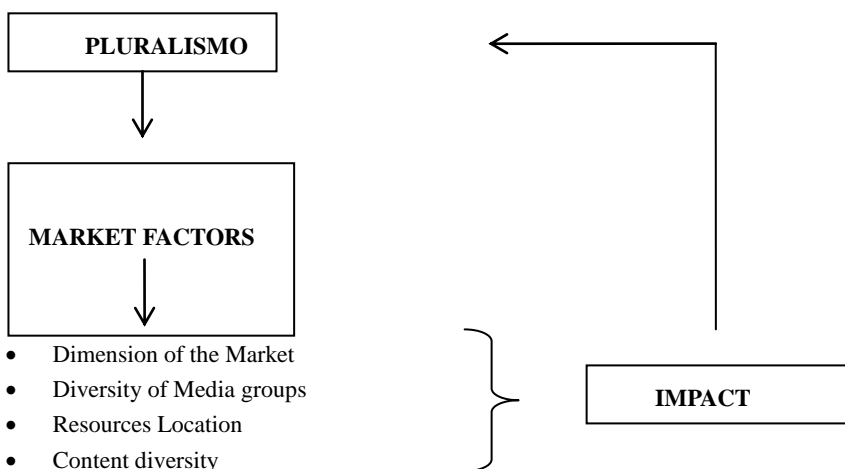 PLURALISMO
MARKET FACTORS
• Dimension of the Market
• Diversity of Media groups
• Resources Location
• Content diversity
IMPACT